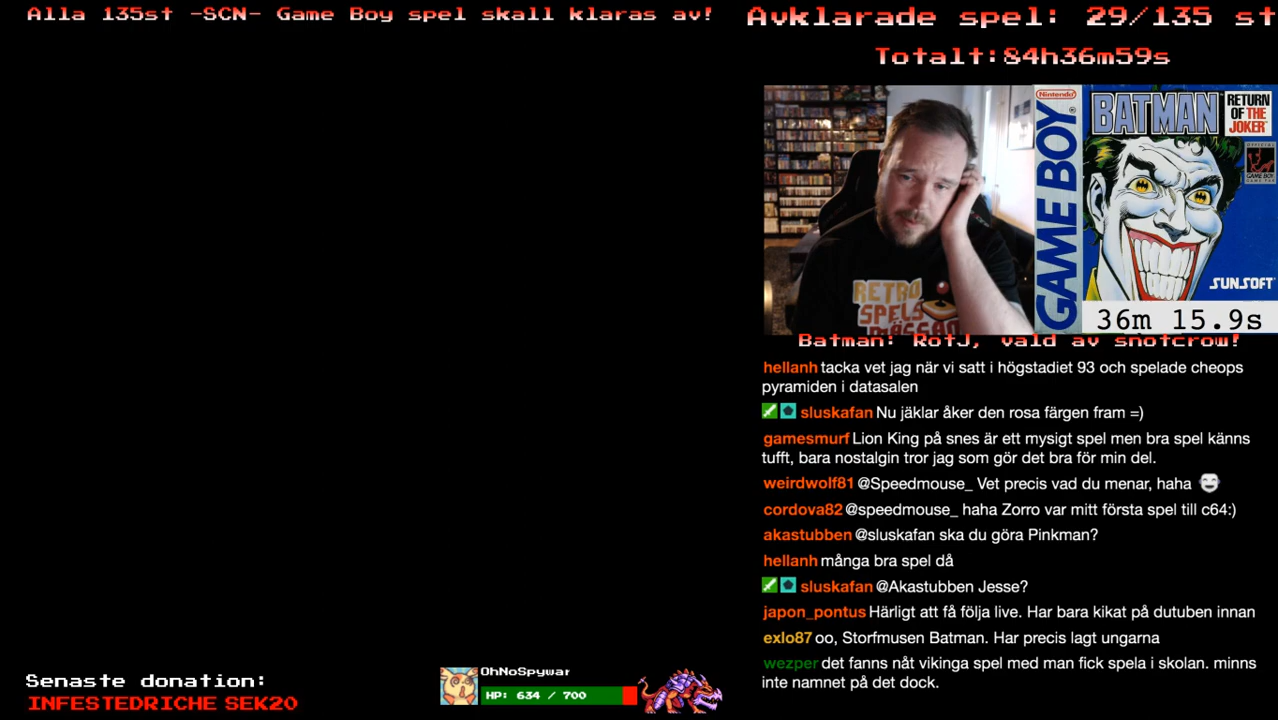 Alla 135st -SCN- Game Boy spel skall klaras av!
Avklarade spel: 29/135 st
Totalt:84h36m59s
Nintendo
GAME BOY
BATMAN
RETURN
OF THE
JOKER
SUNSOFT
RETRO
SPELS
MÄSSAN
36m 15.9s
Batman: RotJ, vald av snotcrow!
hellanh tacka vet jag när vi satt i högstadiet 93 och spelade cheops
pyramiden i datasalen
sluskafan Nu jäklar åker den rosa färgen fram =)
gamesmurf Lion King på snes är ett mysigt spel men bra spel känns
tufft, bara nostalgin tror jag som gör det bra för min del.
weirdwolf81 @Speedmouse_ Vet precis vad du menar, haha
cordova82 @speedmouse_ haha Zorro var mitt första spel till c64:)
akastubben @sluskafan ska du göra Pinkman?
hellanh många bra spel då
sluskafan @Akastubben Jesse?
japon_pontus Härligt att få följa live. Har bara kikat på dutuben innan
exlo87 oo, Storfmusen Batman. Har precis lagt ungarna
wezper det fanns nåt vikinga spel med man fick spela i skolan. minns
inte namnet på det dock.
Senaste donation:
INFESTEDRICHE SEK20
OhNoSpywar
HP: 634 / 700